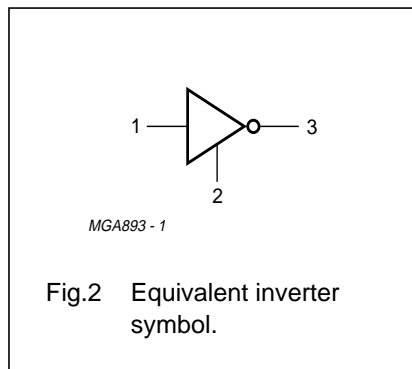 1
3
2
MGA893 - 1
Fig.2 Equivalent inverter
symbol.